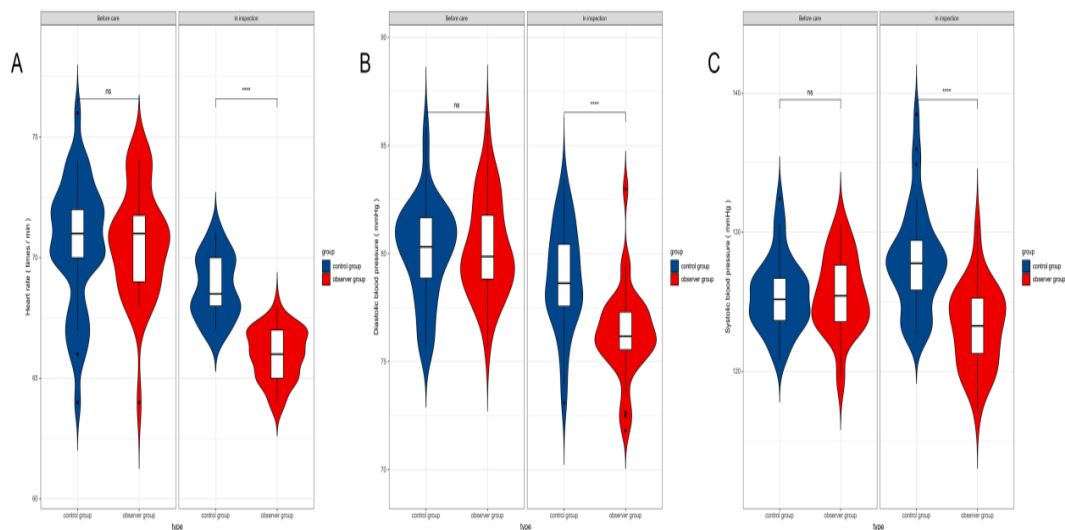 A
Before care
In inspection
Heart rate ( times / min )
75
70
65
60
ns
****
control group
observer group
control group
observer group
type
group
control group
observer group
B
Before care
In inspection
Diastolic blood pressure ( mmHg )
90
85
80
75
70
ns
****
control group
observer group
control group
observer group
type
group
control group
observer group
C
Before care
In inspection
Systolic blood pressure ( mmHg )
140
130
120
ns
****
control group
observer group
control group
observer group
type
group
control group
observer group